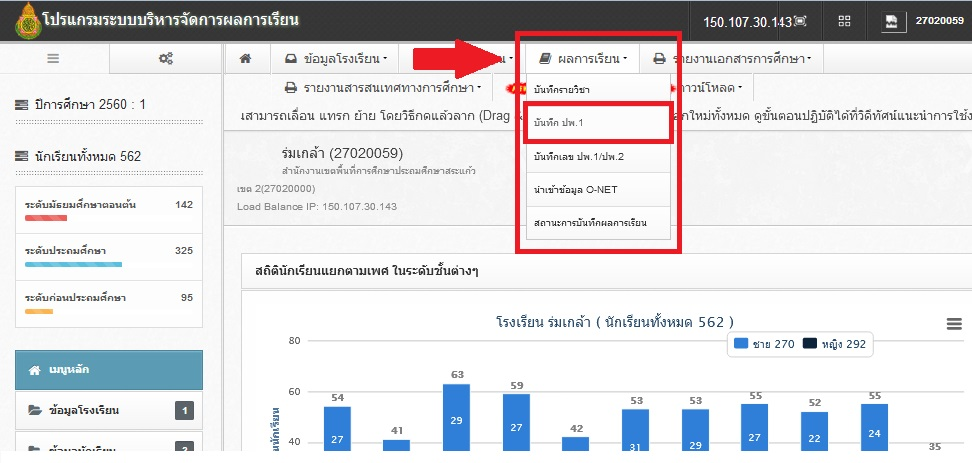 โปรแกรมระบบบริหารจัดการผลการเรียน
150.107.30.143
27020059
ข้อมูลโรงเรียน
ผลการเรียน
รายงานเอกสารการศึกษา
รายงานสารสนเทศทางการศึกษา
าวน์โหลด
ปีการศึกษา 2560 : 1
เสามารถเลื่อน แทรก ย้าย โดยวิธีกดแล้วลาก (Drag
อกใหม่ทั้งหมด ดูขั้นตอนปฏิบัติได้ที่วิดีทัศน์แนะนำการใช้ง
บันทึกรายวิชา
บันทึก ปพ.1
บันทึกเลข ปพ.1/ปพ.2
นำเข้าข้อมูล O-NET
สถานะการบันทึกผลการเรียน
นักเรียนทั้งหมด 562
ร่มเกล้า (27020059)
สำนักงานเขตพื้นที่การศึกษาประถมศึกษาสระแก้ว
เขต 2(27020000)
Load Balance IP: 150.107.30.143
ระดับมัธยมศึกษาตอนต้น 142
ระดับประถมศึกษา 325
ระดับก่อนประถมศึกษา 95
เมนูหลัก
ข้อมูลโรงเรียน 1
สถิตินักเรียนแยกตามเพศ ในระดับชั้นต่างๆ
โรงเรียน ร่มเกล้า ( นักเรียนทั้งหมด 562 )
ชาย 270 หญิง 292
80
60
40
54 41 63 59 42 53 53 55 52 55 35
27 29 27 31 29 27 22 24